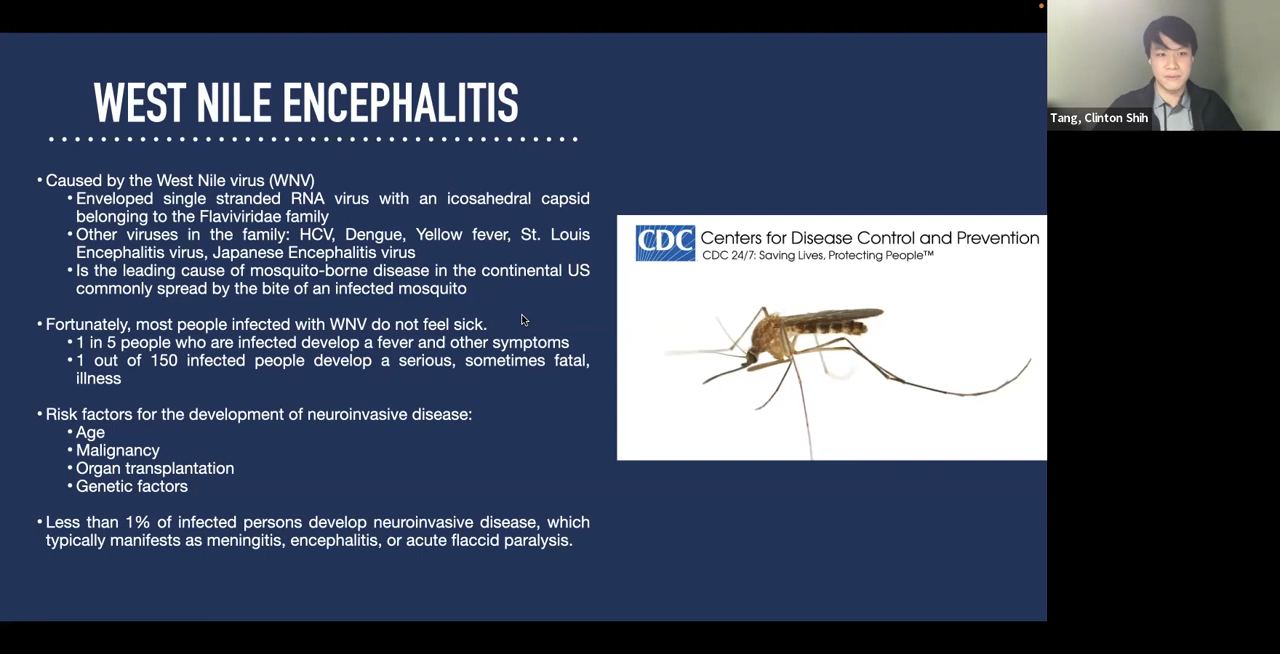 WEST NILE ENCEPHALITIS
• Caused by the West Nile virus (WNV)
• Enveloped single stranded RNA virus with an icosahedral capsid
belonging to the Flaviviridae family
• Other viruses in the family: HCV, Dengue, Yellow fever, St. Louis
Encephalitis virus, Japanese Encephalitis virus
• Is the leading cause of mosquito-borne disease in the continental US
commonly spread by the bite of an infected mosquito
• Fortunately, most people infected with WNV do not feel sick.
• 1 in 5 people who are infected develop a fever and other symptoms
• 1 out of 150 infected people develop a serious, sometimes fatal,
illness
• Risk factors for the development of neuroinvasive disease:
• Age
• Malignancy
• Organ transplantation
• Genetic factors
• Less than 1% of infected persons develop neuroinvasive disease, which
typically manifests as meningitis, encephalitis, or acute flaccid paralysis.
CDC Centers for Disease Control and Prevention
CDC 24/7: Saving Lives, Protecting People™
Tang, Clinton Shih